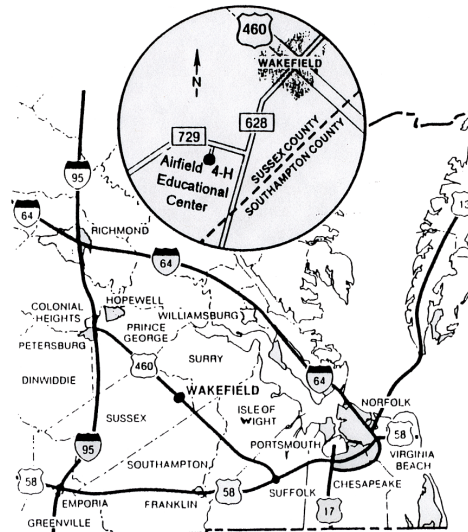 460
WAKEFIELD
N
729
628
Airfield 4-H
Educational
Center
SUSSEX COUNTY
SOUTHAMPTON COUNTY
95
64
RICHMOND
64
13
COLONIAL
HEIGHTS
HOPEWELL
PRINCE
GEORGE
WILLIAMSBURG
PETERSBURG
SURRY
460
64
DINWIDDIE
WAKEFIELD
ISLE OF
WIGHT
NORFOLK
SUSSEX
PORTSMOUTH
58
95
VIRGINIA
BEACH
SOUTHAMPTON
58
CHESAPEAKE
EMPORIA
FRANKLIN
58
SUFFOLK
17
GREENVILLE